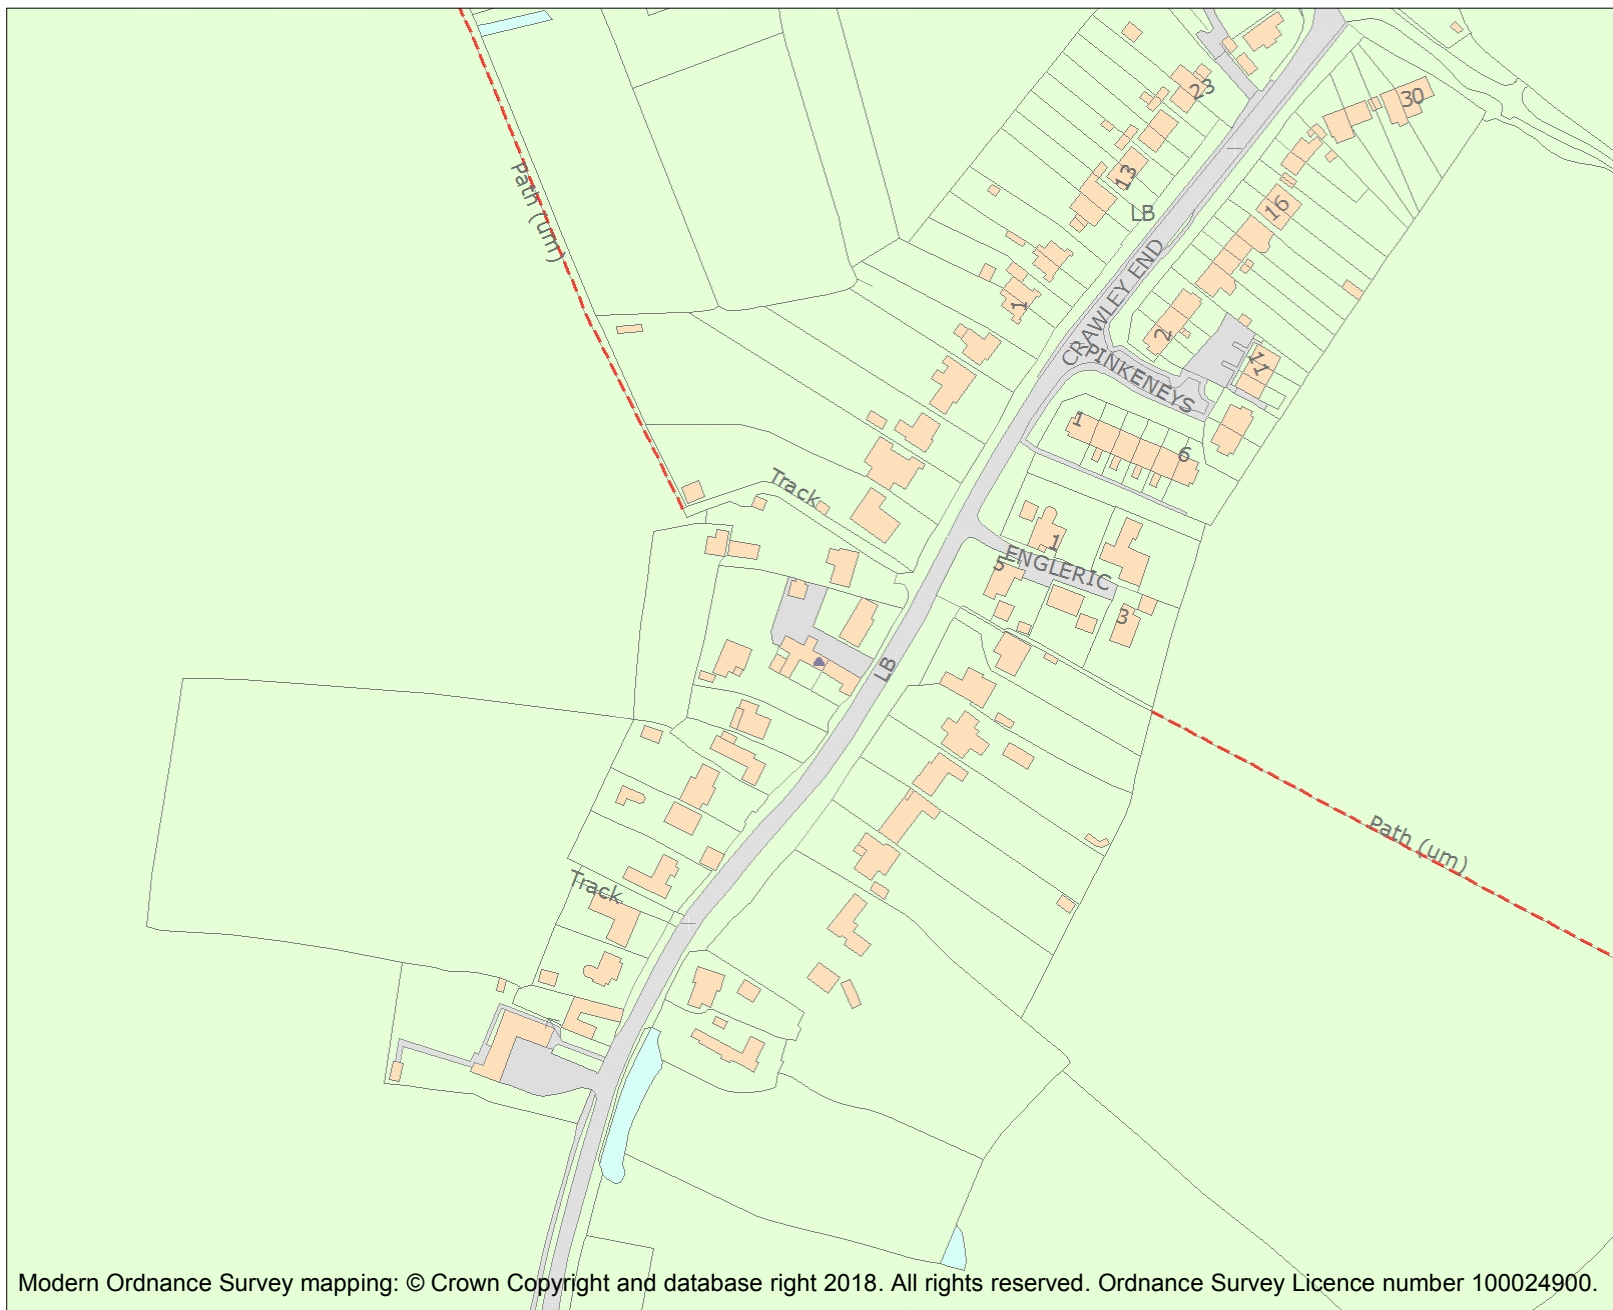 23
30
Path (um)
13
LB
16
CRAWLEY END
1
2
PINKENEYS
11
1
6
Track
1
ENGLERIC
5
3
LB
Path (um)
Track
Modern Ordnance Survey mapping: © Crown Copyright and database right 2018. All rights reserved. Ordnance Survey Licence number 100024900.